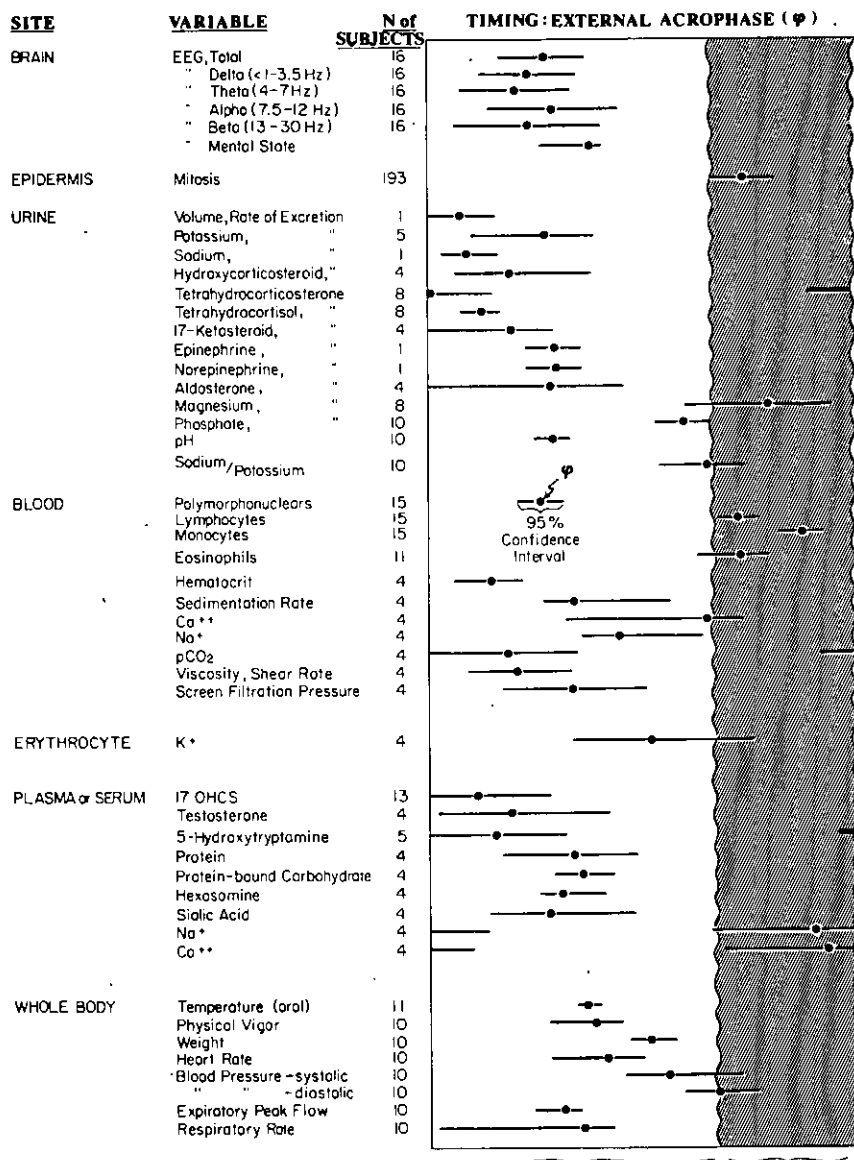 SITE VARIABLE N of SUBJECTS TIMING: EXTERNAL ACROPHASE (φ)
BRAIN EEG, Total 16
" Delta (<1-3.5 Hz) 16
" Theta (4-7 Hz) 16
" Alpha (7.5-12 Hz) 16
" Beta (13-30 Hz) 16
" Mental State
EPIDERMIS Mitosis 193
URINE Volume, Rate of Excretion 1
Potassium, " 5
Sodium, " 1
Hydroxycorticosteroid, " 4
Tetrahydrocorticosterone 8
Tetrahydrocortisol, " 8
17-Ketosteroid, " 4
Epinephrine, " 1
Norepinephrine, " 1
Aldosterone, " 4
Magnesium, " 8
Phosphate, " 10
pH 10
Sodium/Potassium 10
φ
BLOOD Polymorphonuclears 15
Lymphocytes 15
Monocytes 15
95%
Confidence
Interval
Eosinophils 11
Hematocrit 4
Sedimentation Rate 4
Ca++ 4
Na+ 4
pCO2 4
Viscosity, Shear Rate 4
Screen Filtration Pressure 4
ERYTHROCYTE K+ 4
PLASMA or SERUM 17 OHCS 13
Testosterone 4
5-Hydroxytryptamine 5
Protein 4
Protein-bound Carbohydrate 4
Hexosamine 4
Sialic Acid 4
Na+ 4
Ca++ 4
WHOLE BODY Temperature (oral) 11
Physical Vigor 10
Weight 10
Heart Rate 10
Blood Pressure -systolic 10
" " -diastolic 10
Expiratory Peak Flow 10
Respiratory Rate 10